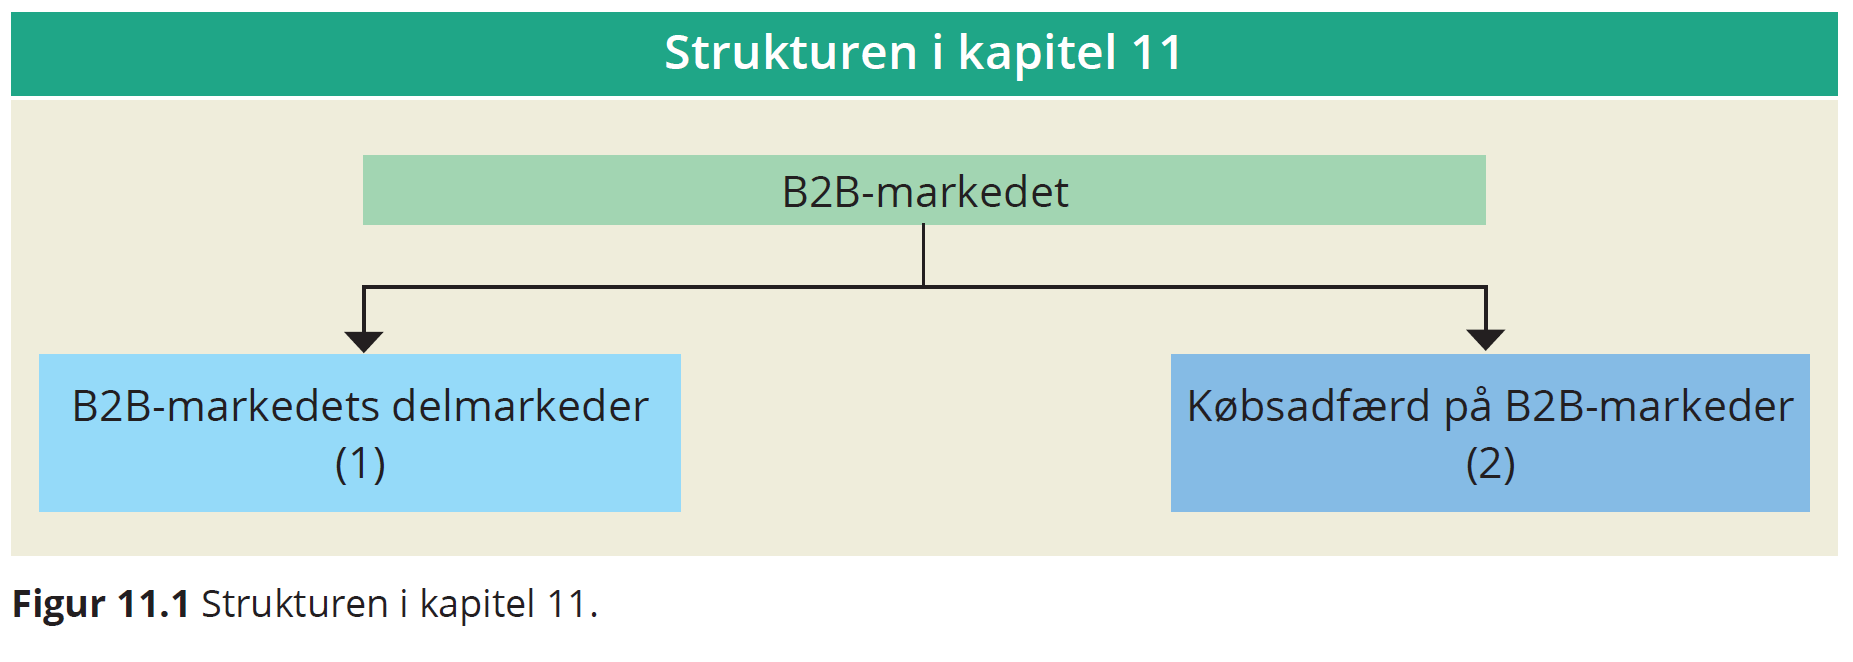 Strukturen i kapitel 11
B2B-markedet
B2B-markedets delmarkeder
(1)
Købsadfærd på B2B-markeder
(2)
Figur 11.1 Strukturen i kapitel 11.